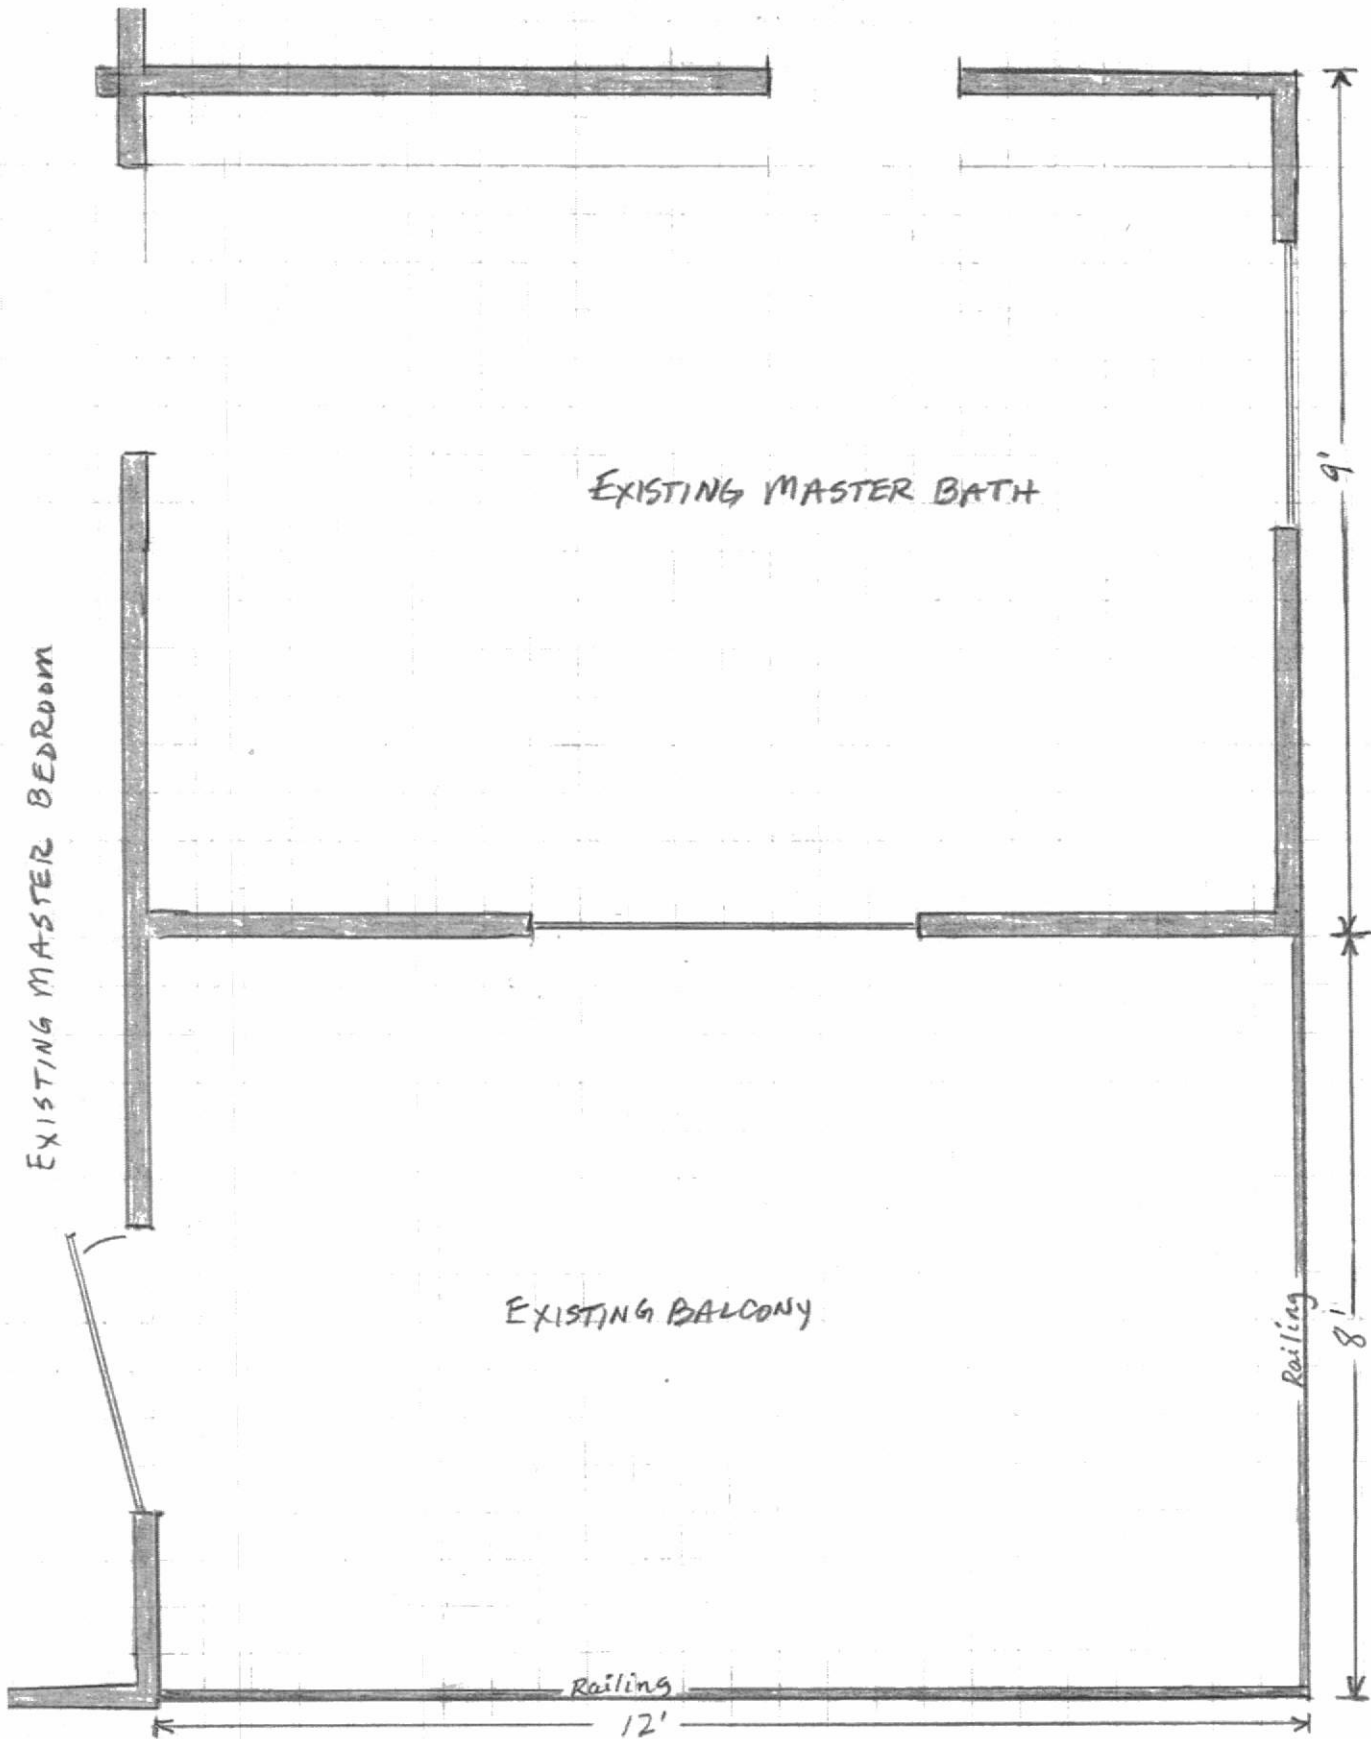 EXISTING MASTER BATH
9'
EXISTING MASTER BEDROOM
EXISTING BALCONY
Railing
8'
Railing
12'